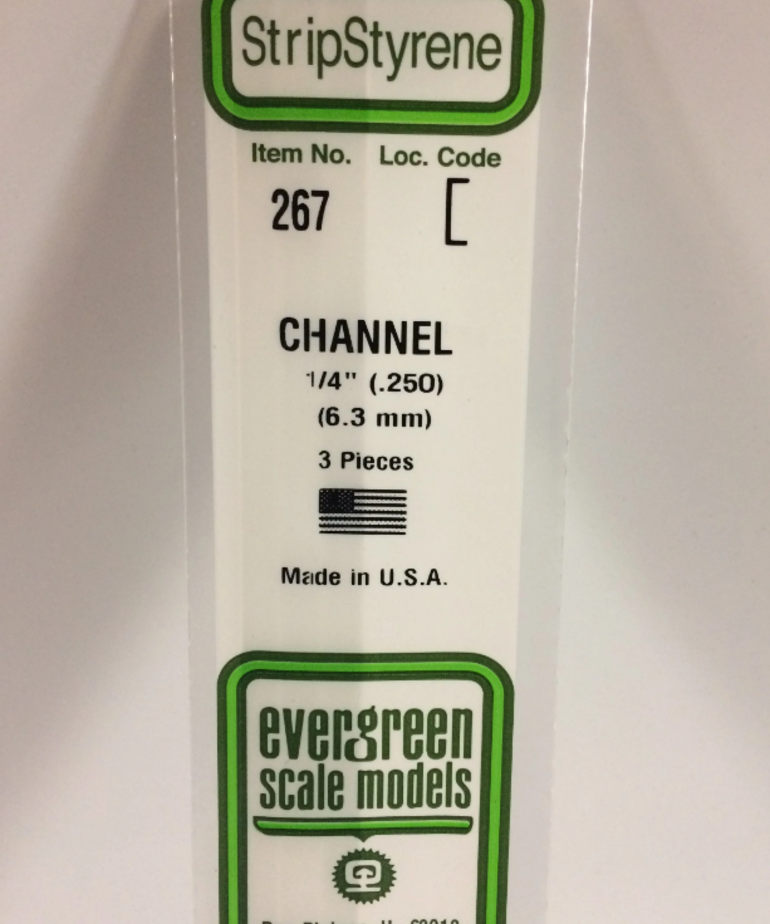 StripStyrene
Item No. Loc. Code
267 [
CHANNEL
1/4" (.250)
(6.3 mm)
3 Pieces
Made in U.S.A.
evergreen
scale models